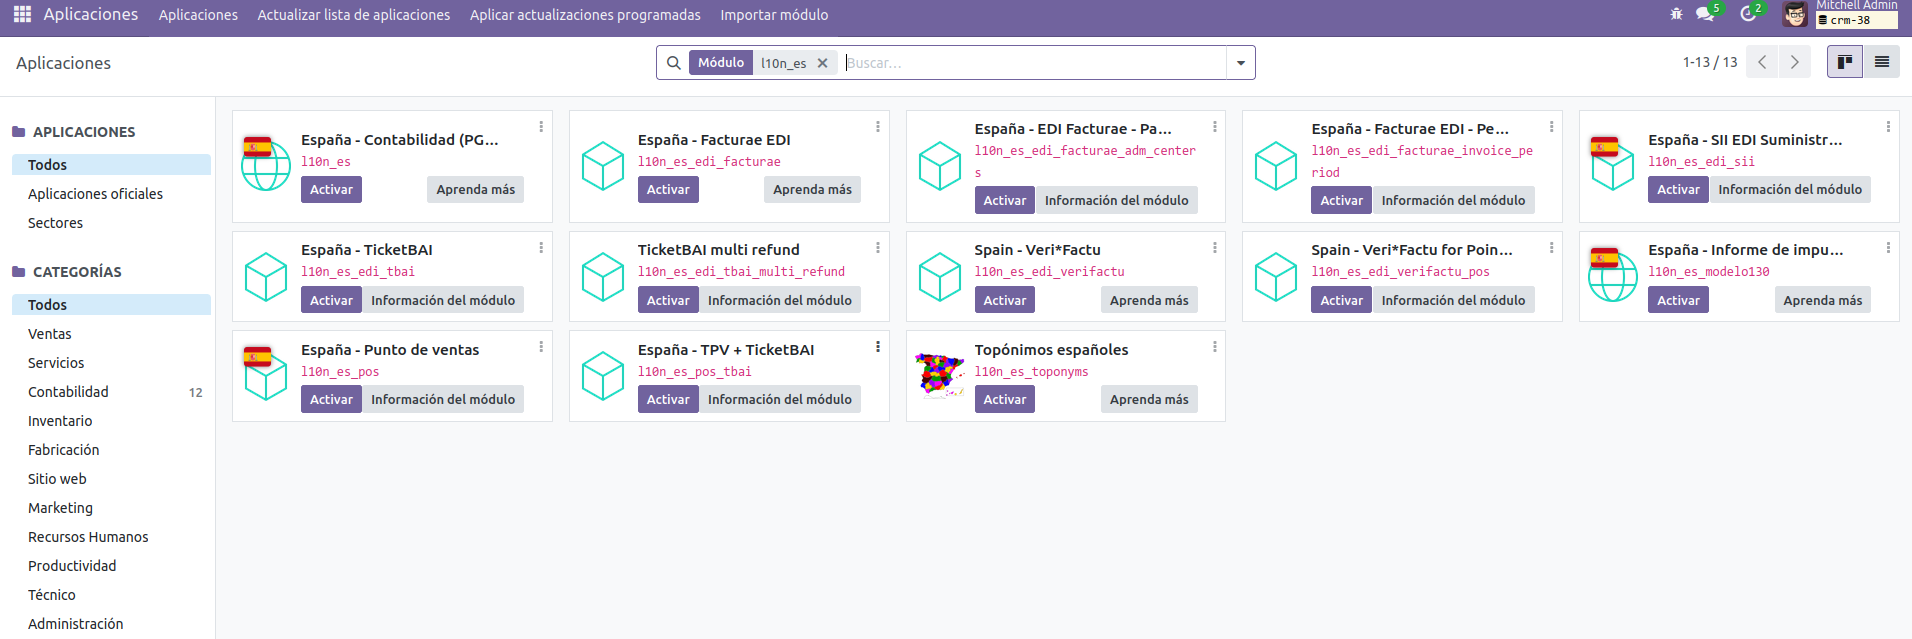 Aplicaciones Aplicaciones Actualizar lista de aplicaciones Aplicar actualizaciones programadas Importar módulo 5 2 Mitchell Admin
crm-38
Aplicaciones Módulo l10n_es Buscar... 1-13 / 13
APLICACIONES
Todos
Aplicaciones oficiales
Sectores
CATEGORÍAS
Todos
Ventas
Servicios
Contabilidad 12
Inventario
Fabricación
Sitio web
Marketing
Recursos Humanos
Productividad
Técnico
Administración
España - Contabilidad (PG...
l10n_es
Activar Aprenda más
España - Facturae EDI
l10n_es_edi_facturae
Activar Aprenda más
España - EDI Facturae - Pa...
l10n_es_edi_facturae_adm_center
s
Activar Información del módulo
España - Facturae EDI - Pe...
l10n_es_edi_facturae_invoice_pe
riod
Activar Información del módulo
España - SII EDI Suministr...
l10n_es_edi_sii
Activar Información del módulo
España - TicketBAI
l10n_es_edi_tbai
Activar Información del módulo
TicketBAI multi refund
l10n_es_edi_tbai_multi_refund
Activar Información del módulo
Spain - Veri*Factu
l10n_es_edi_verifactu
Activar Aprenda más
Spain - Veri*Factu for Poin...
l10n_es_edi_verifactu_pos
Activar Información del módulo
España - Informe de impu...
l10n_es_modelo130
Activar Aprenda más
España - Punto de ventas
l10n_es_pos
Activar Información del módulo
España - TPV + TicketBAI
l10n_es_pos_tbai
Activar Información del módulo
Topónimos españoles
l10n_es_toponyms
Activar Aprenda más